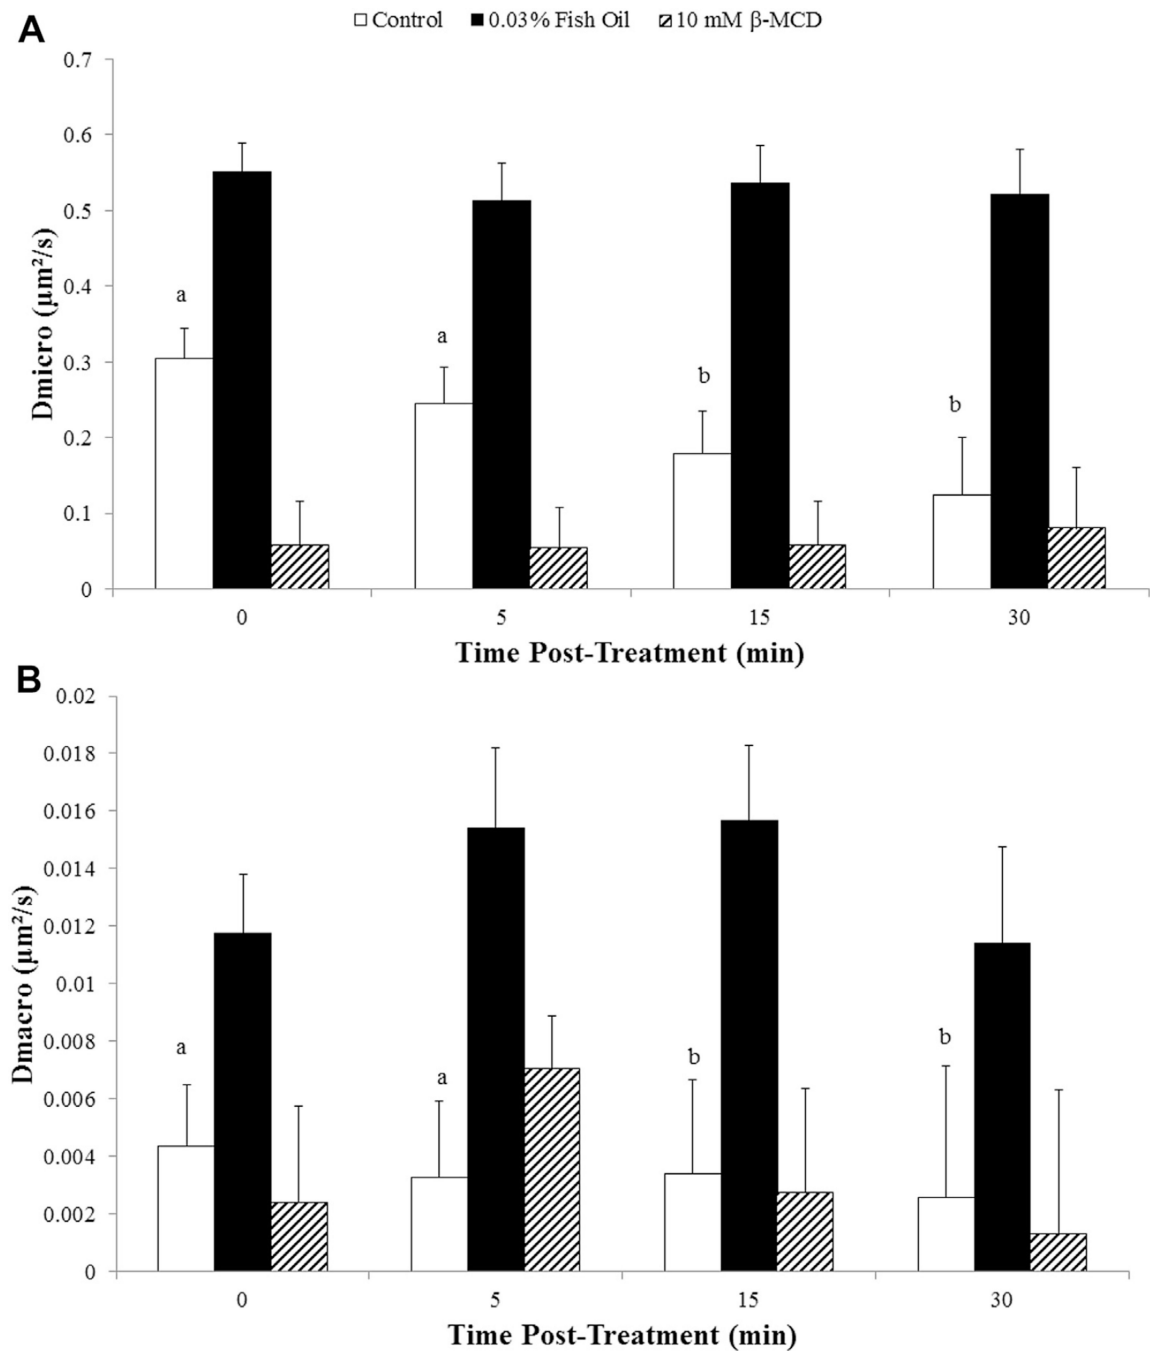 A
Control 0.03% Fish Oil 10 mM β-MCD
0.7
0.6
0.5
0.4
0.3
0.2
0.1
0
Dmicro (μm²/s)
a
a
b
b
0 5 15 30
Time Post-Treatment (min)
B
0.02
0.018
0.016
0.014
0.012
0.01
0.008
0.006
0.004
0.002
0
Dmacro (μm²/s)
a
a
b
b
0 5 15 30
Time Post-Treatment (min)